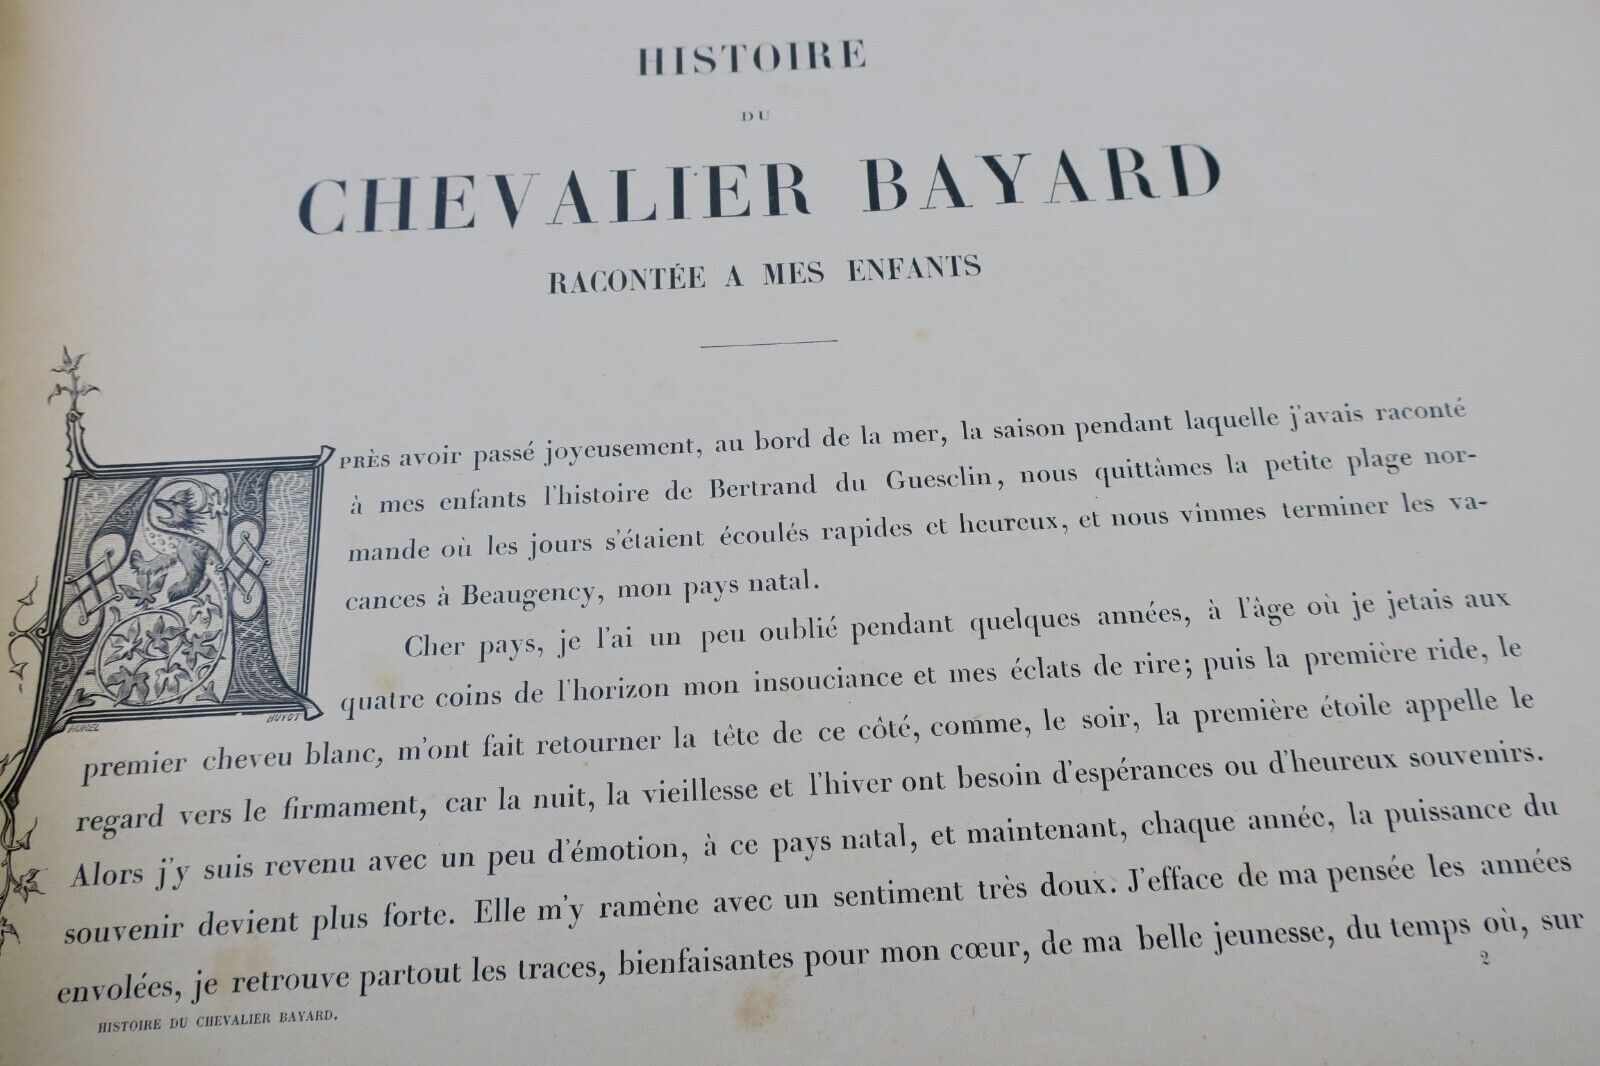 HISTOIRE
DU
CHEVALIER BAYARD
RACONTÉE A MES ENFANTS
APRÈS avoir passé joyeusement, au bord de la mer, la saison pendant laquelle j'avais raconté
à mes enfants l'histoire de Bertrand du Guesclin, nous quittâmes la petite plage nor-
mande où les jours s'étaient écoulés rapides et heureux, et nous vînmes terminer les va-
cances à Beaugency, mon pays natal.
Cher pays, je l'ai un peu oublié pendant quelques années, à l'âge où je jetais aux
quatre coins de l'horizon mon insouciance et mes éclats de rire; puis la première ride, le
HUREL HUYOT
premier cheveu blanc, m'ont fait retourner la tête de ce côté, comme, le soir, la première étoile appelle le
regard vers le firmament, car la nuit, la vieillesse et l'hiver ont besoin d'espérances ou d'heureux souvenirs.
Alors j'y suis revenu avec un peu d'émotion, à ce pays natal, et maintenant, chaque année, la puissance du
souvenir devient plus forte. Elle m'y ramène avec un sentiment très doux. J'efface de ma pensée les années
envolées, je retrouve partout les traces, bienfaisantes pour mon cœur, de ma belle jeunesse, du temps où, sur
HISTOIRE DU CHEVALIER BAYARD. 2